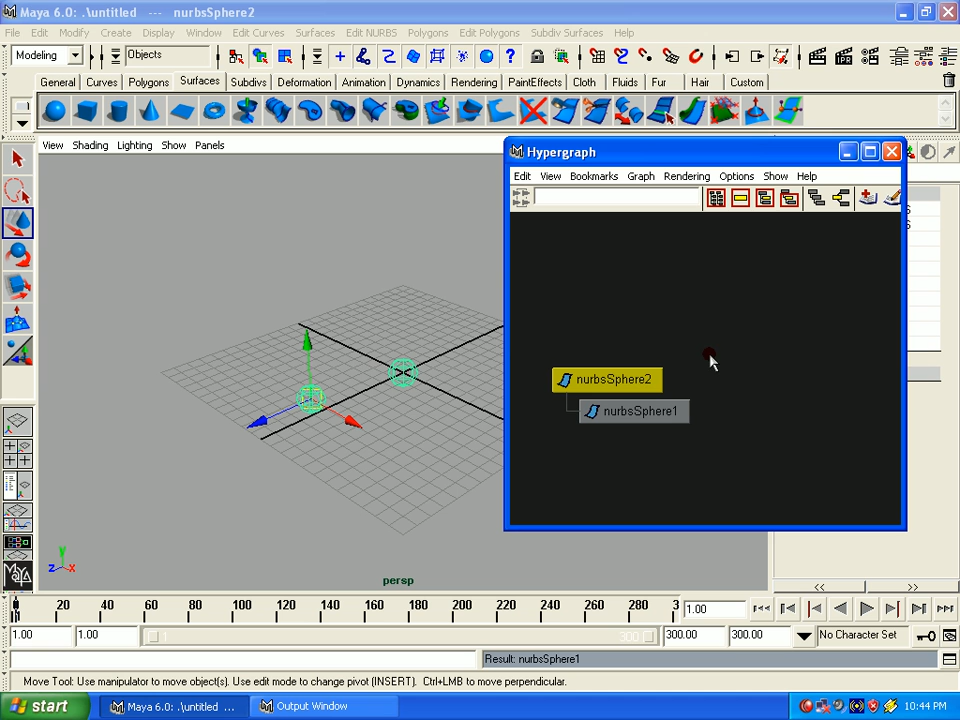 Maya 6.0: .\untitled --- nurbsSphere2
File Edit Modify Create Display Window Edit Curves Surfaces Edit NURBS Polygons Edit Polygons Subdiv Surfaces Help
Modeling Objects
General Curves Polygons Surfaces Subdivs Deformation Animation Dynamics Rendering PaintEffects Cloth Fluids Fur Hair Custom
View Shading Lighting Show Panels
Hypergraph
Edit View Bookmarks Graph Rendering Options Show Help
nurbsSphere2
nurbsSphere1
y
z x
persp
0 20 40 60 80 100 120 140 160 180 200 220 240 260 280 3 1.00
1.00 1.00 1 300 300.00 300.00 No Character Set
Result: nurbsSphere1
Move Tool: Use manipulator to move object(s). Use edit mode to change pivot (INSERT). Ctrl+LMB to move perpendicular.
start Maya 6.0: .\untitled ... Output Window 10:44 PM